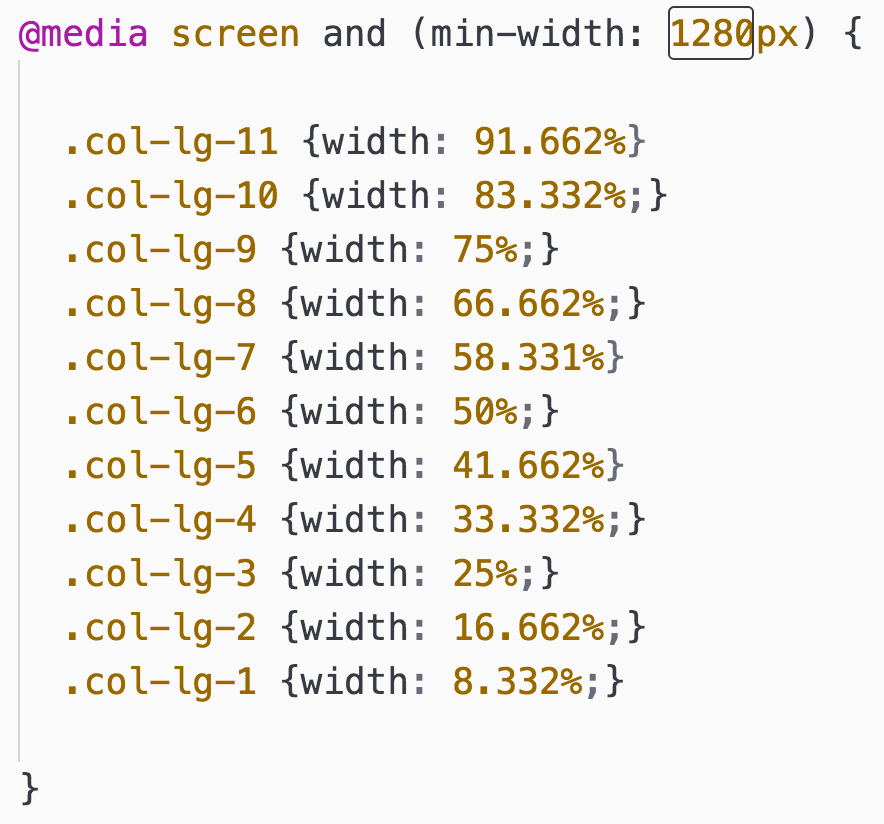 @media screen and (min-width: 1280px) {
.col-lg-11 {width: 91.662%}
.col-lg-10 {width: 83.332%;}
.col-lg-9 {width: 75%;}
.col-lg-8 {width: 66.662%;}
.col-lg-7 {width: 58.331%}
.col-lg-6 {width: 50%;}
.col-lg-5 {width: 41.662%}
.col-lg-4 {width: 33.332%;}
.col-lg-3 {width: 25%;}
.col-lg-2 {width: 16.662%;}
.col-lg-1 {width: 8.332%;}
}